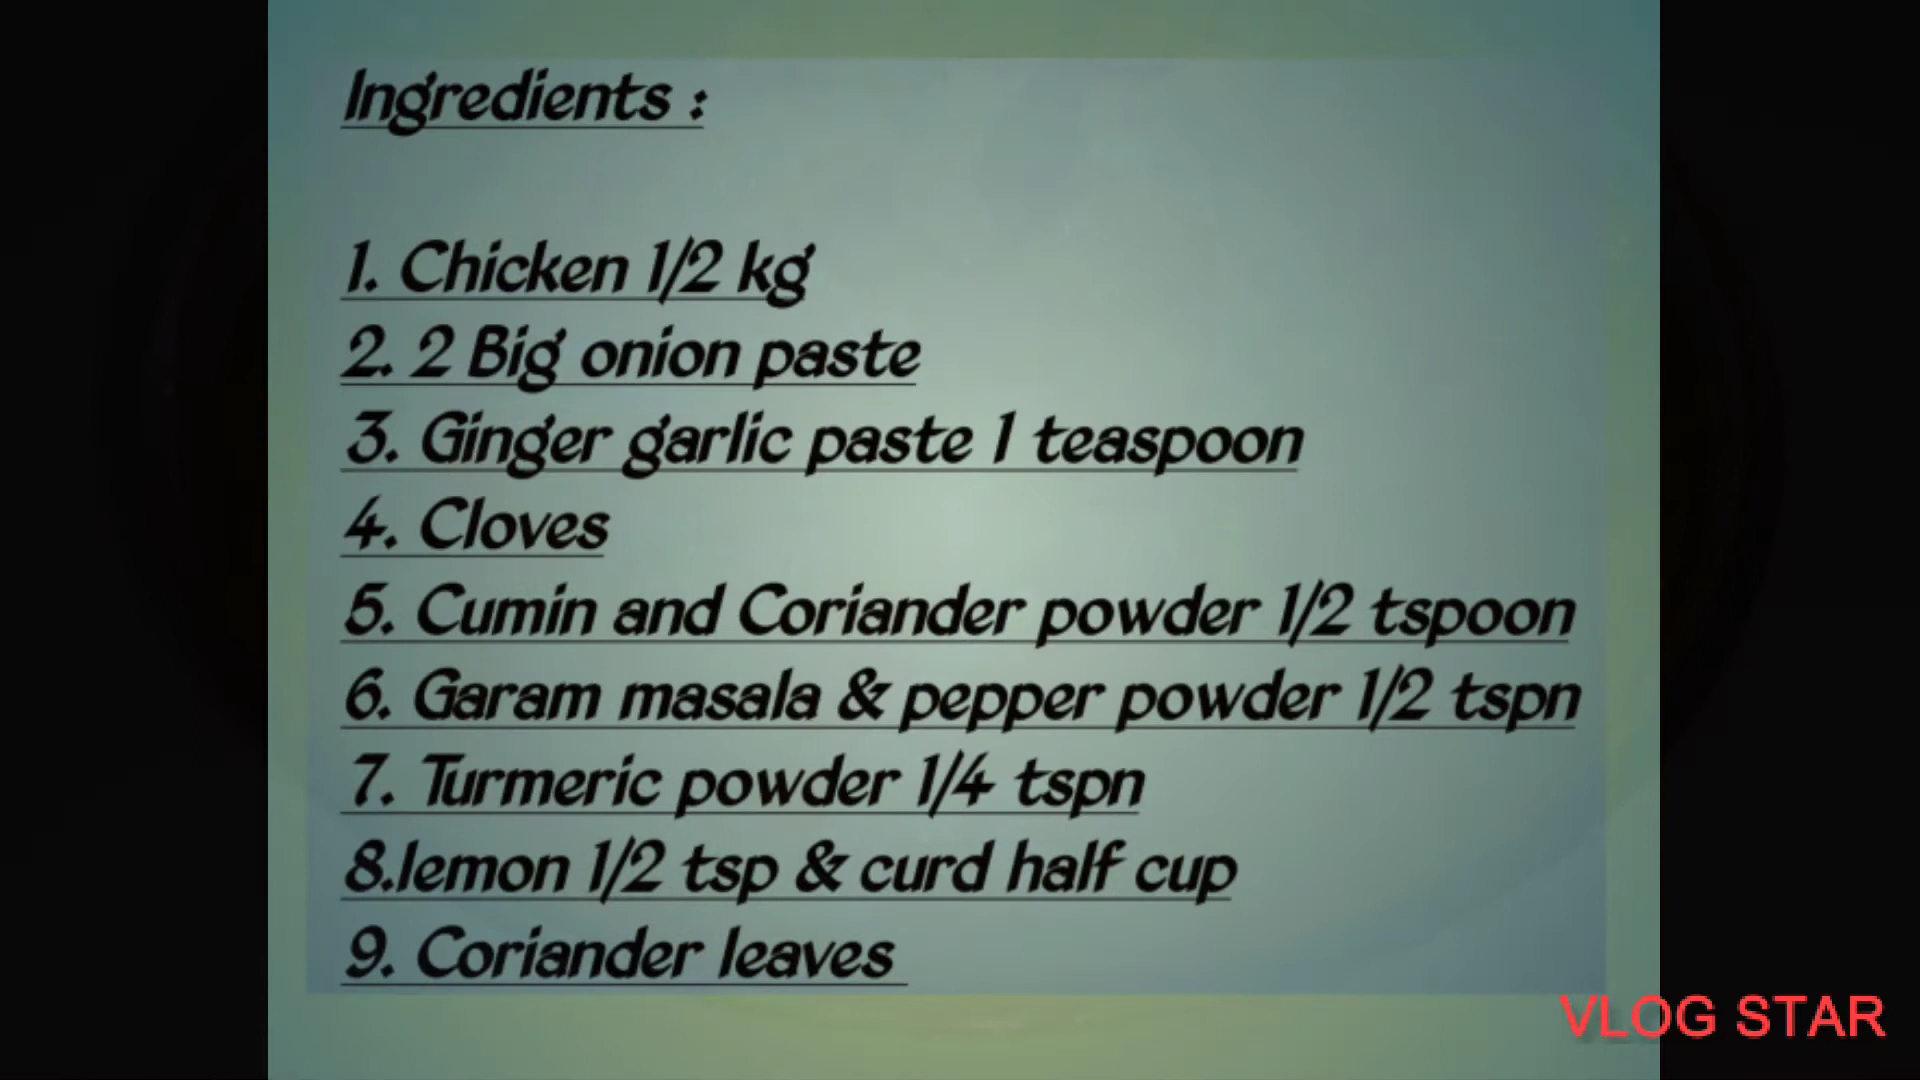 Ingredients :
1. Chicken 1/2 kg
2. 2 Big onion paste
3. Ginger garlic paste 1 teaspoon
4. Cloves
5. Cumin and Coriander powder 1/2 tspoon
6. Garam masala & pepper powder 1/2 tspn
7. Turmeric powder 1/4 tspn
8.lemon 1/2 tsp & curd half cup
9. Coriander leaves
VLOG STAR